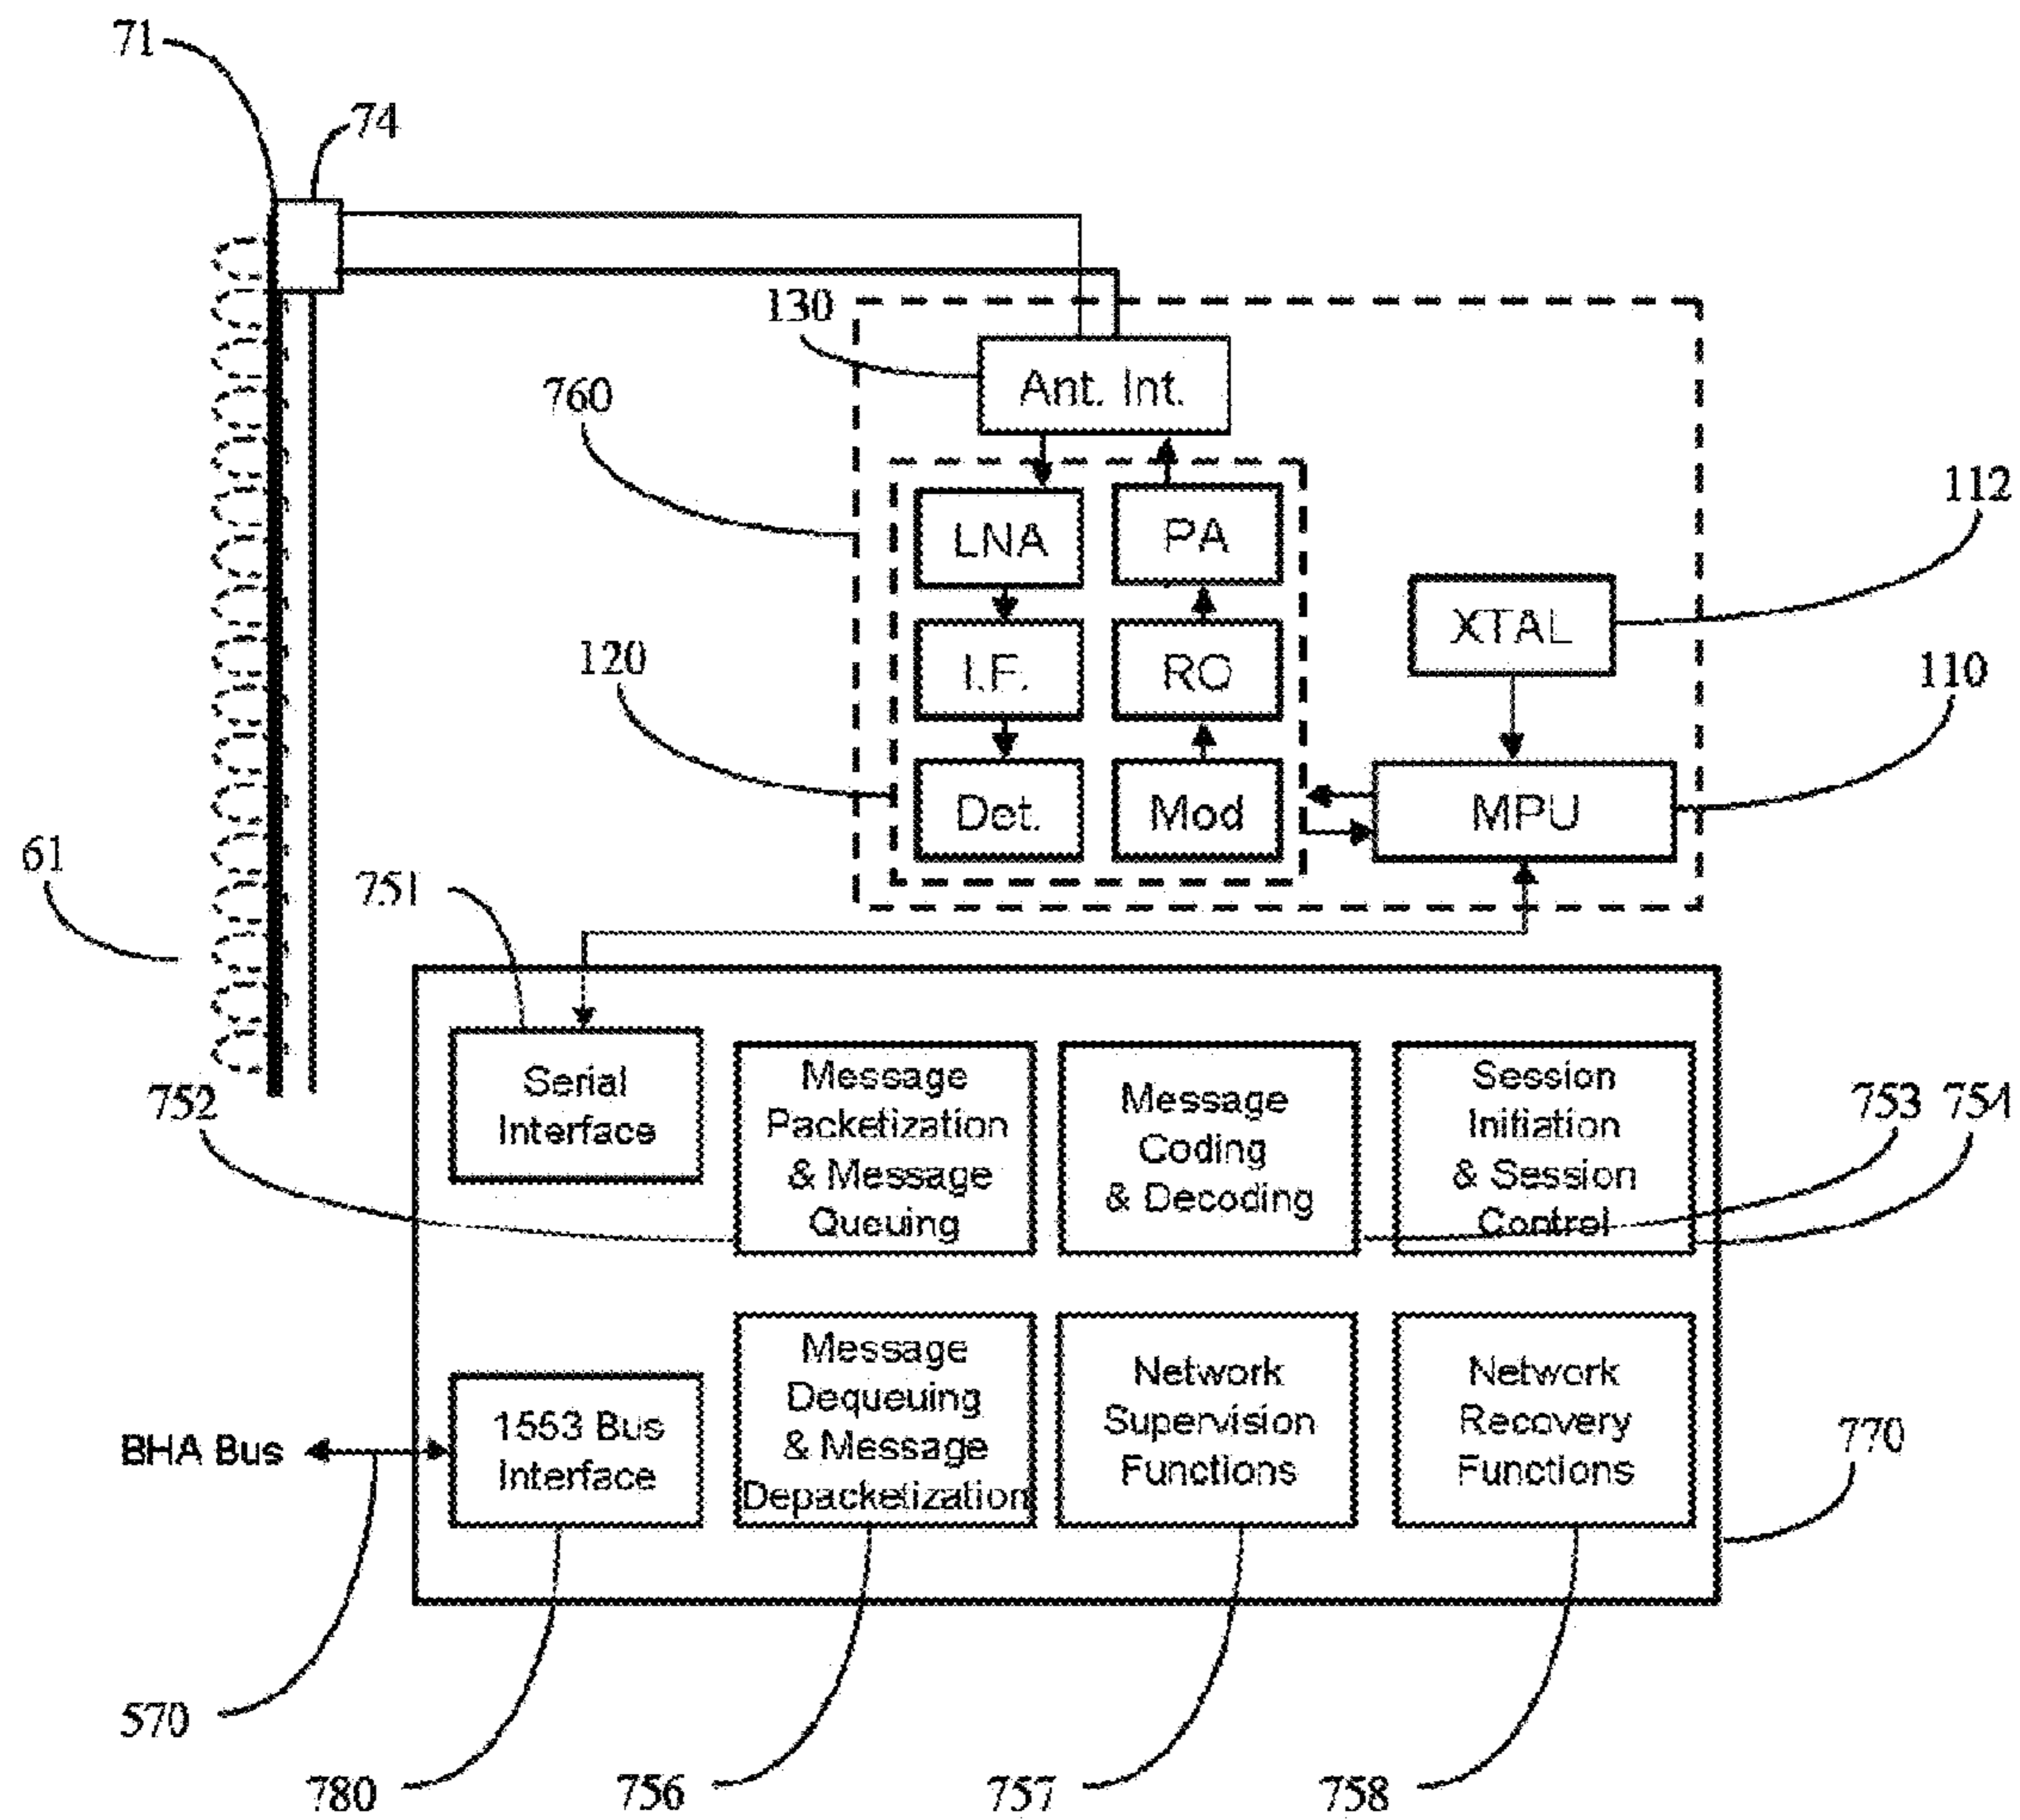 71
74
130
Ant. Int.
760
LNA
PA
112
XTAL
120
I.F.
RO
110
Det.
Mod
MPU
61
751
Serial
Interface
752
Message
Packetization
& Message
Queuing
Message
Coding
& Decoding
Session
Initiation
& Session
Control
753
754
BHA Bus
1553 Bus
Interface
Message
Dequeuing
& Message
Depacketization
Network
Supervision
Functions
Network
Recovery
Functions
770
570
780
756
757
758